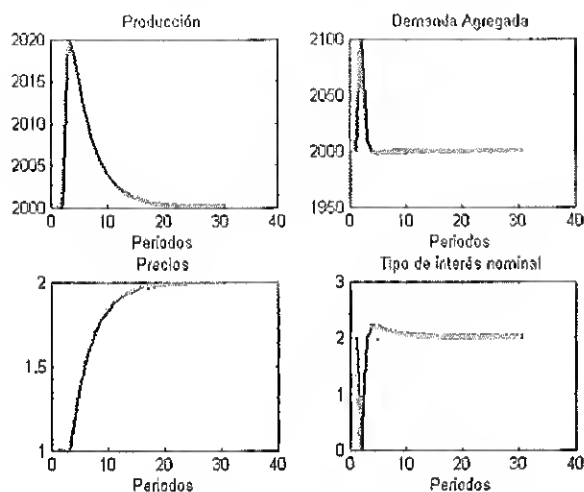 Producción
2020
2015
2010
2005
2000
0 10 20 30 40
Periodos
Demanda Agregada
2100
2050
2000
1950
0 10 20 30 40
Periodos
Precios
2
1.5
1
0 10 20 30 40
Periodos
Tipo de interés nominal
3
2
1
0
0 10 20 30 40
Periodos